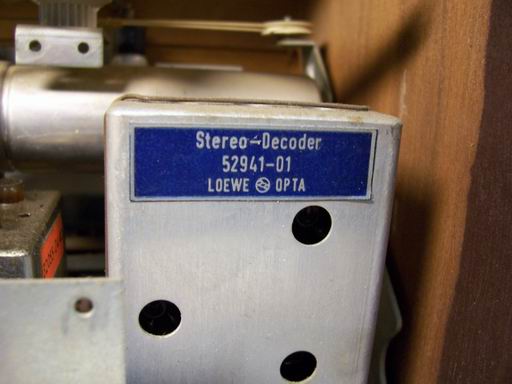 Stereo-Decoder
52941-01
LOEWE OPTA